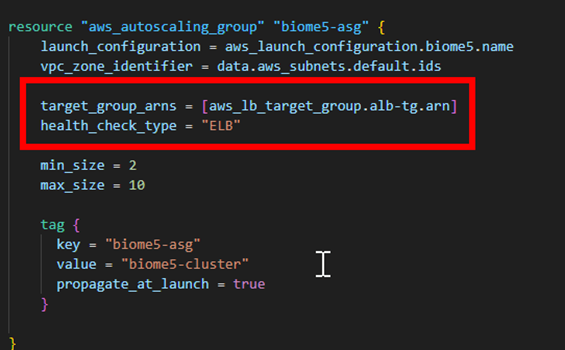 resource "aws_autoscaling_group" "biome5-asg" {
launch_configuration = aws_launch_configuration.biome5.name
vpc_zone_identifier = data.aws_subnets.default.ids
target_group_arns = [aws_lb_target_group.alb-tg.arn]
health_check_type = "ELB"
min_size = 2
max_size = 10
tag {
key = "biome5-asg"
value = "biome5-cluster"
propagate_at_launch = true
}
}